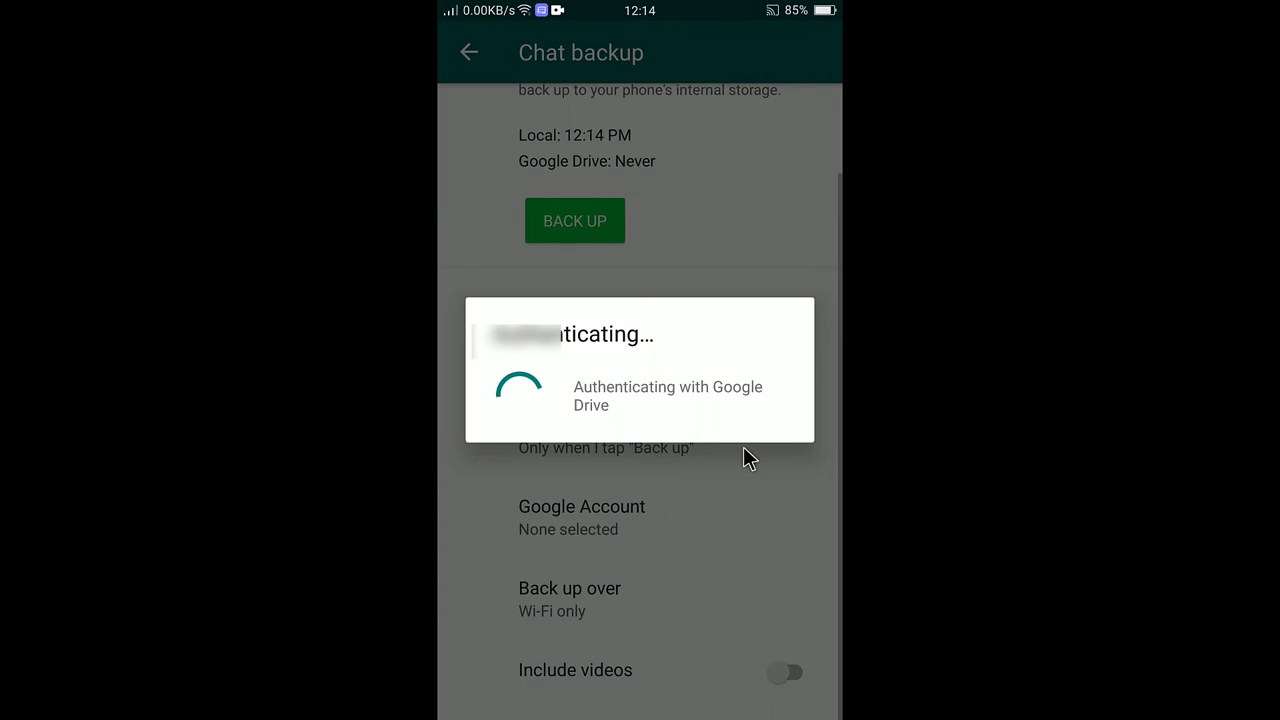 0.00KB/s 12:14 85%
Chat backup
back up to your phone's internal storage.
Local: 12:14 PM
Google Drive: Never
BACK UP
ticating...
Authenticating with Google
Drive
Only when I tap "Back up"
Google Account
None selected
Back up over
Wi-Fi only
Include videos